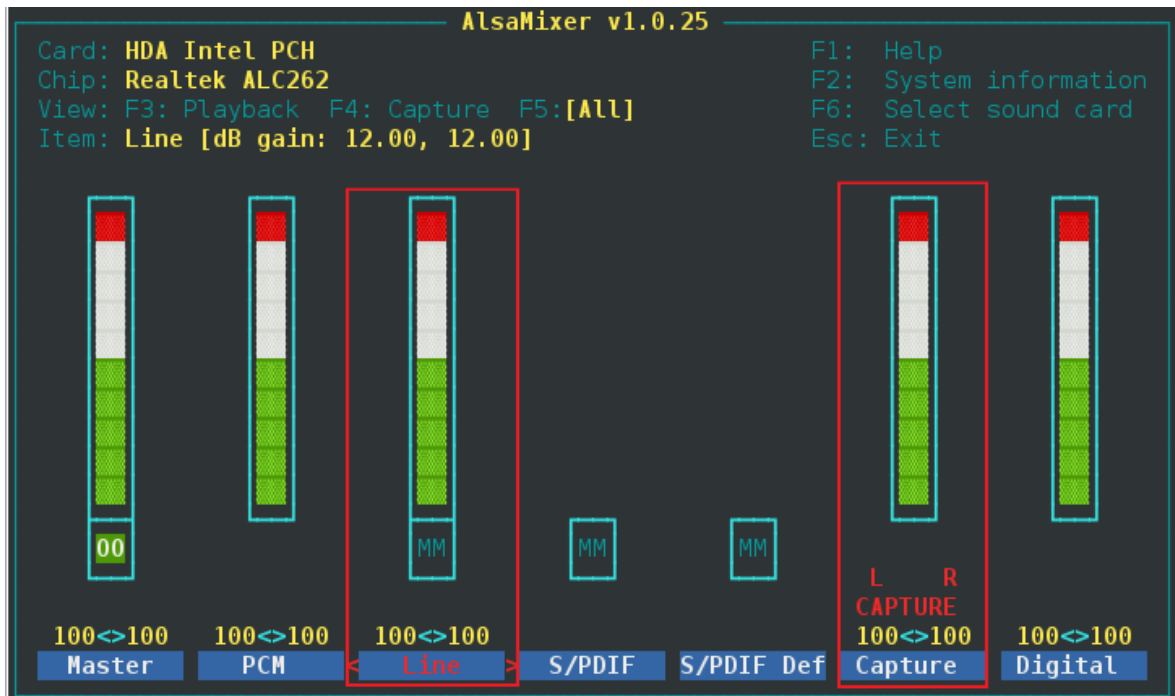 AlsaMixer v1.0.25
Card: HDA Intel PCH F1: Help
Chip: Realtek ALC262 F2: System information
View: F3: Playback F4: Capture F5:[All] F6: Select sound card
Item: Line [dB gain: 12.00, 12.00] Esc: Exit
OO MM MM MM
L R
CAPTURE
100<>100 100<>100 100<>100 100<>100 100<>100
Master PCM < Line > S/PDIF S/PDIF Def Capture Digital